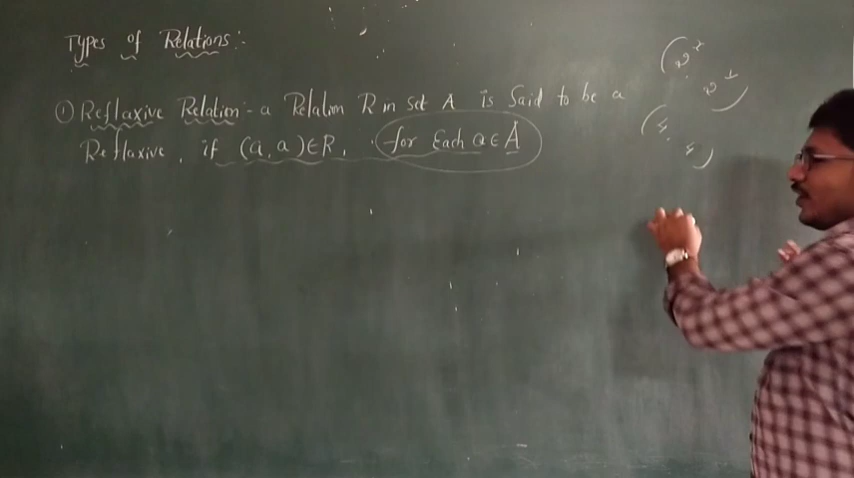 Types of Relations:-
① Reflaxive Relation - a Relation R in set A is Said to be a
Reflaxive, if (a, a) ∈ R, for Each a ∈ A